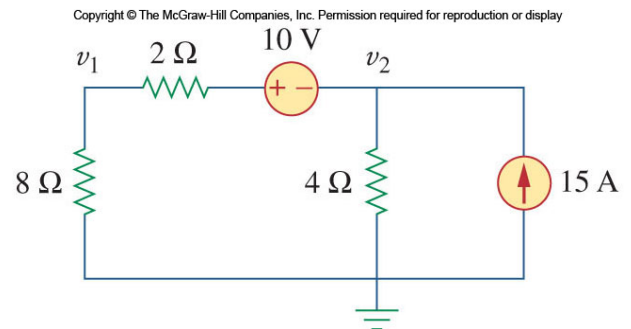 Copyright © The McGraw-Hill Companies, Inc. Permission required for reproduction or display
10 V
v1 2 Ω v2
+ −
8 Ω 4 Ω 15 A